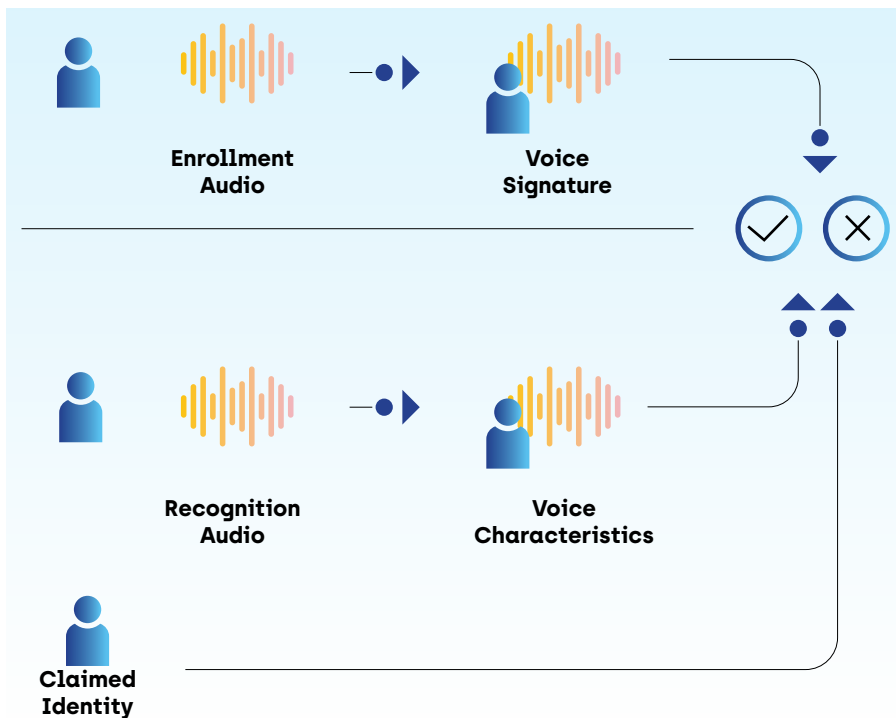 Enrollment
Audio
Voice
Signature
Recognition
Audio
Voice
Characteristics
Claimed
Identity